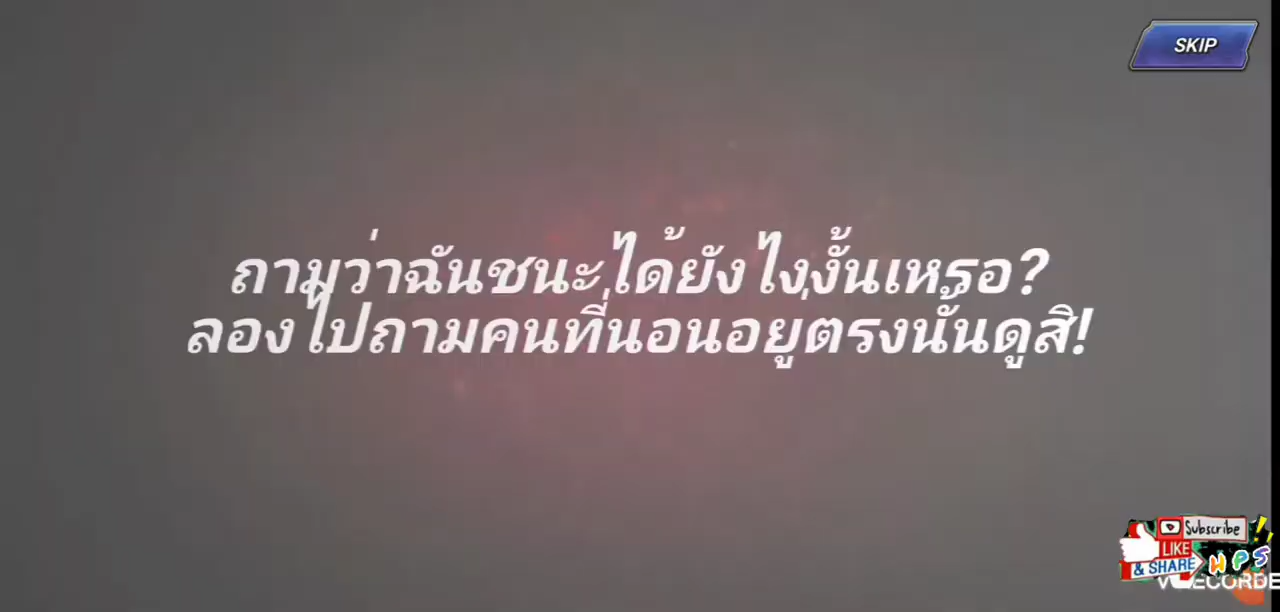 SKIP
ถามว่าฉันชนะได้ยังไงงั้นเหรอ?
ลองไปถามคนที่นอนอยู่ตรงนั้นดูสิ!
Subscribe
LIKE
& SHARE
HPS